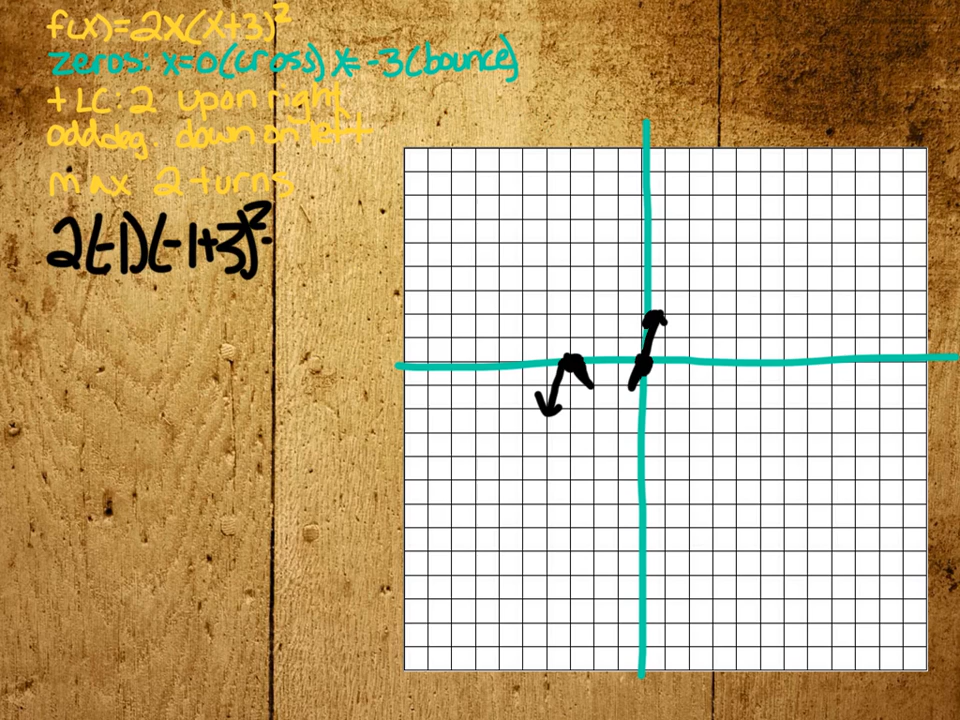 f(x)=2x(x+3)²
zeros: x=0(cross) x=-3(bounce)
+LC:2 up on right
odd deg. down on left
max 2 turns
2(-1)(-1+3)²